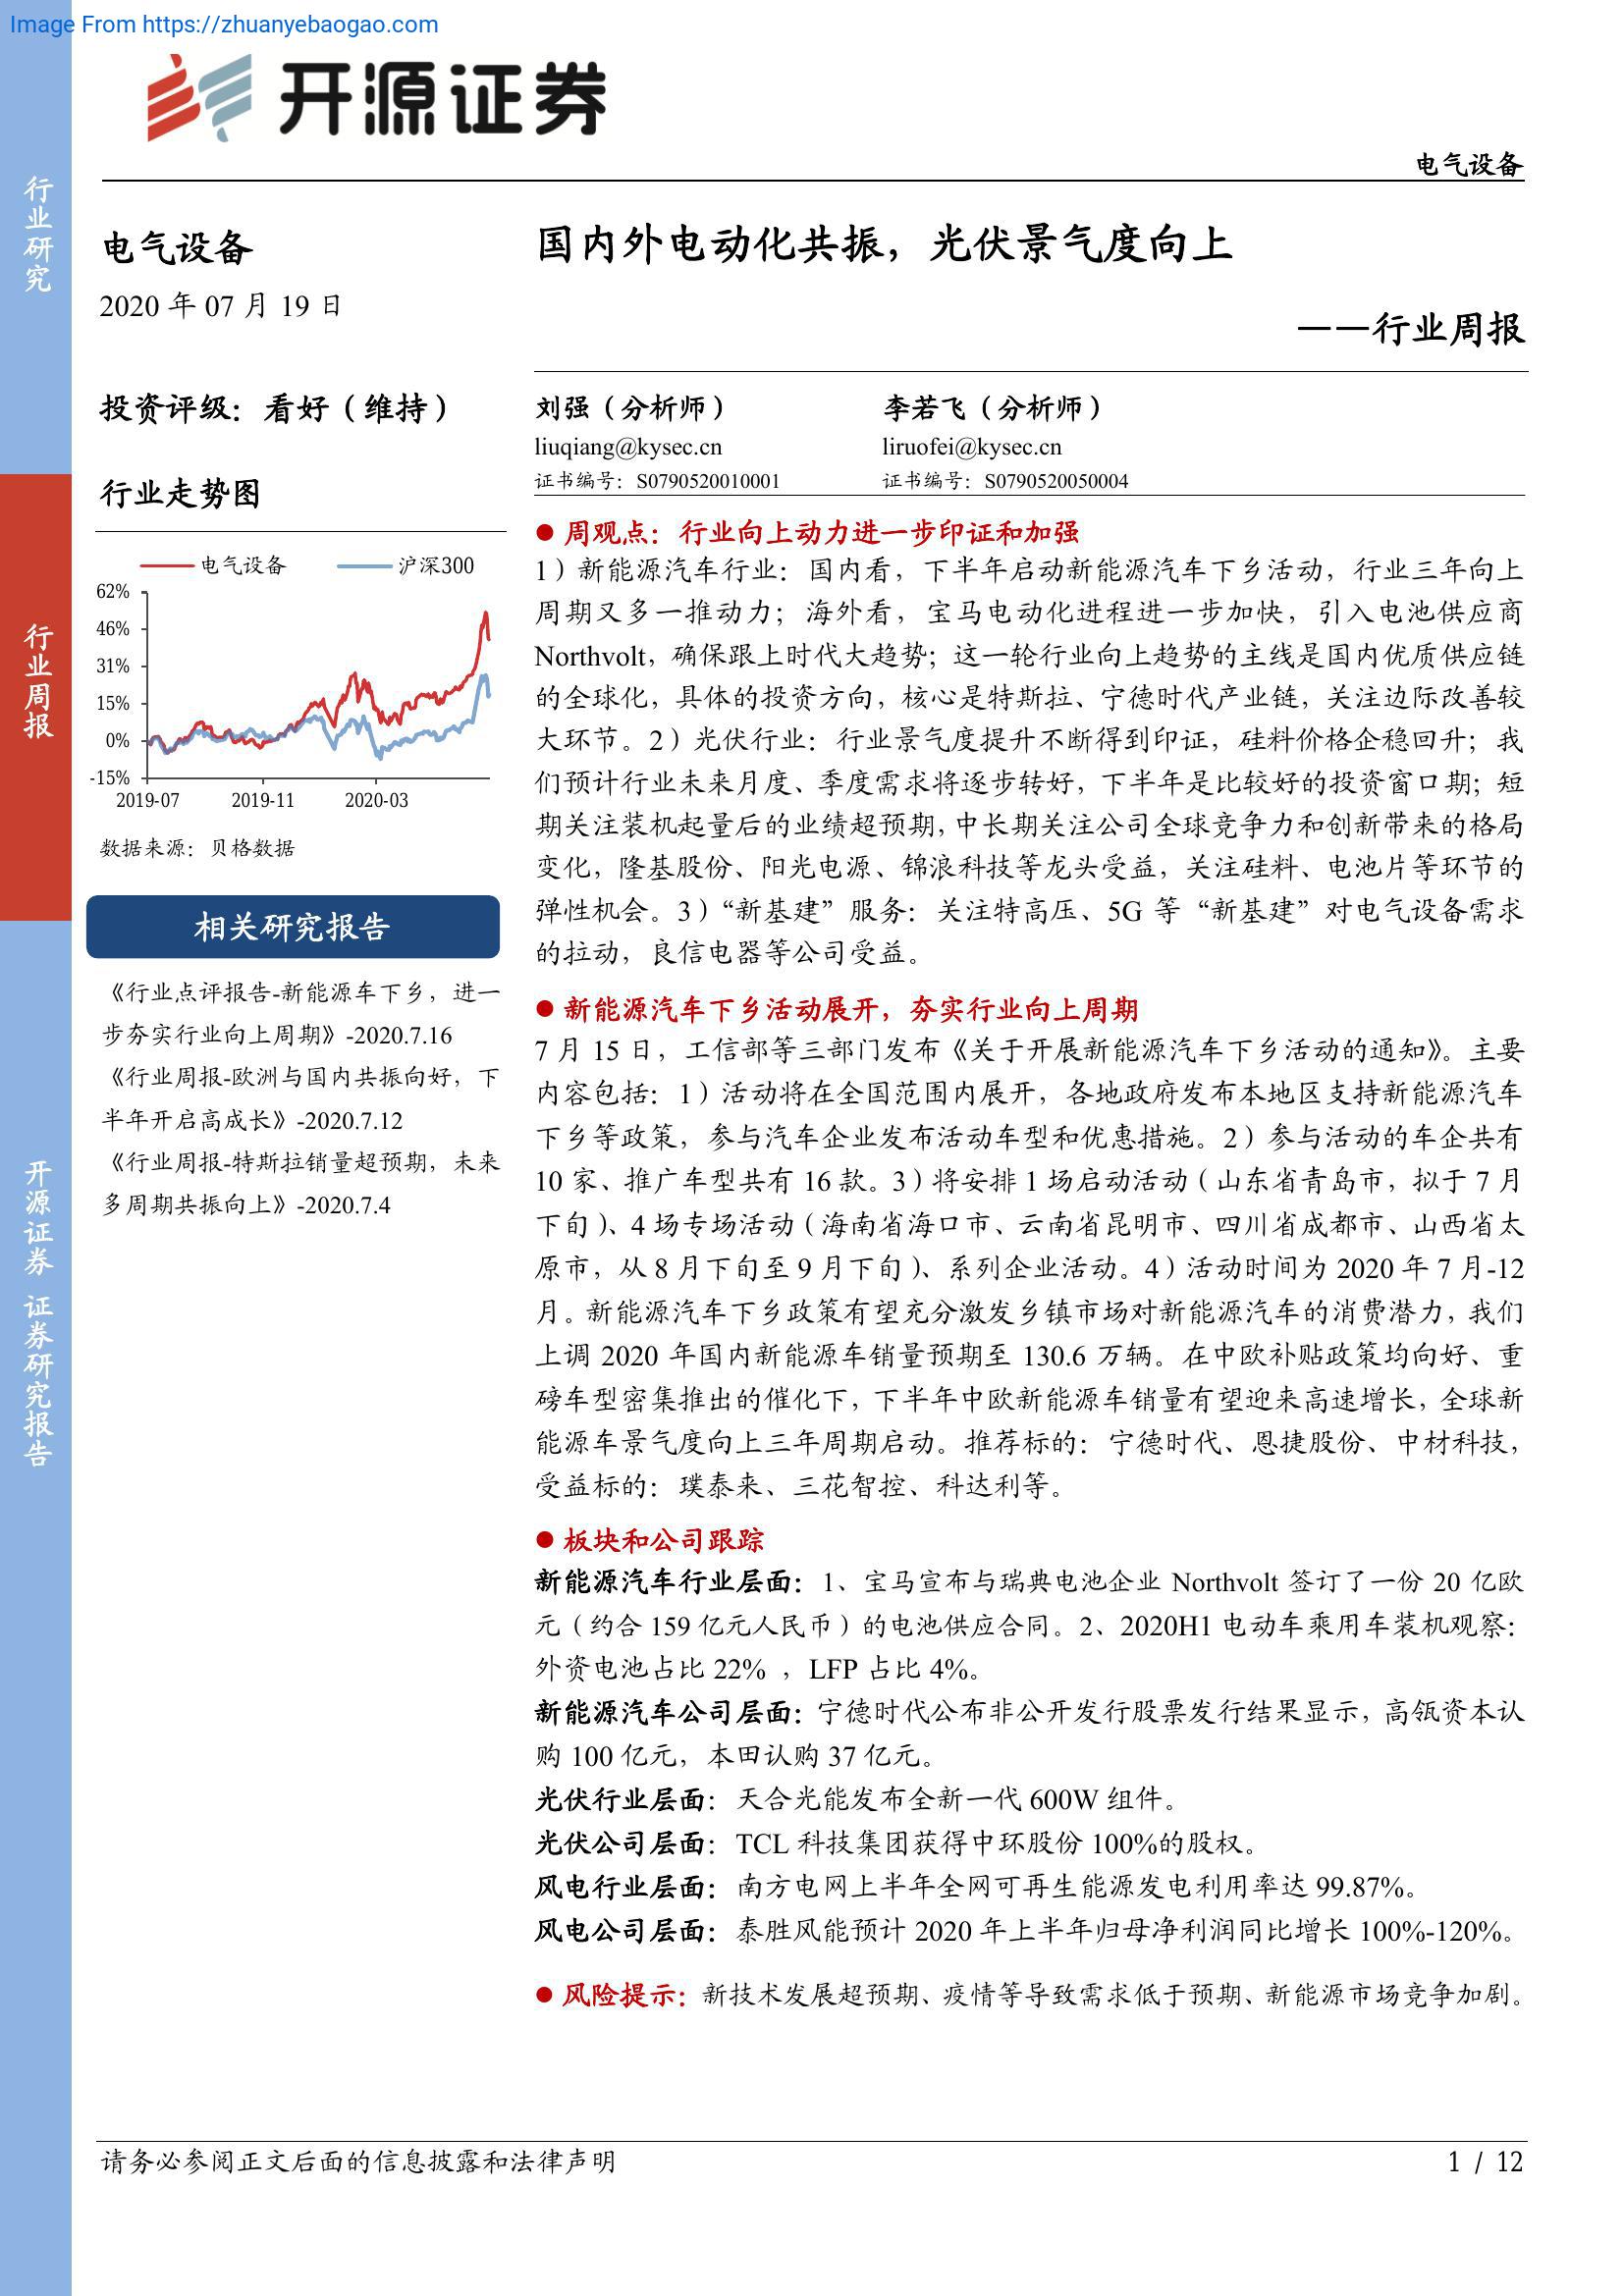 Image From https://zhuanyebaogao.com
开源证券
电气设备
行业研究
行业周报
开源证券 证券研究报告
电气设备
2020 年 07 月 19 日
投资评级：看好（维持）
行业走势图
电气设备 沪深300
62%
46%
31%
15%
0%
-15%
2019-07 2019-11 2020-03
数据来源：贝格数据
相关研究报告
《行业点评报告-新能源车下乡，进一
步夯实行业向上周期》-2020.7.16
《行业周报-欧洲与国内共振向好，下
半年开启高成长》-2020.7.12
《行业周报-特斯拉销量超预期，未来
多周期共振向上》-2020.7.4
国内外电动化共振，光伏景气度向上
——行业周报
刘强（分析师） 李若飞（分析师）
liuqiang@kysec.cn liruofei@kysec.cn
证书编号：S0790520010001 证书编号：S0790520050004
● 周观点：行业向上动力进一步印证和加强
1）新能源汽车行业：国内看，下半年启动新能源汽车下乡活动，行业三年向上
周期又多一推动力；海外看，宝马电动化进程进一步加快，引入电池供应商
Northvolt，确保跟上时代大趋势；这一轮行业向上趋势的主线是国内优质供应链
的全球化，具体的投资方向，核心是特斯拉、宁德时代产业链，关注边际改善较
大环节。2）光伏行业：行业景气度提升不断得到印证，硅料价格企稳回升；我
们预计行业未来月度、季度需求将逐步转好，下半年是比较好的投资窗口期；短
期关注装机起量后的业绩超预期，中长期关注公司全球竞争力和创新带来的格局
变化，隆基股份、阳光电源、锦浪科技等龙头受益，关注硅料、电池片等环节的
弹性机会。3）“新基建”服务：关注特高压、5G 等“新基建”对电气设备需求
的拉动，良信电器等公司受益。
● 新能源汽车下乡活动展开，夯实行业向上周期
7 月 15 日，工信部等三部门发布《关于开展新能源汽车下乡活动的通知》。主要
内容包括：1）活动将在全国范围内展开，各地政府发布本地区支持新能源汽车
下乡等政策，参与汽车企业发布活动车型和优惠措施。2）参与活动的车企共有
10 家、推广车型共有 16 款。3）将安排 1 场启动活动（山东省青岛市，拟于 7 月
下旬）、4 场专场活动（海南省海口市、云南省昆明市、四川省成都市、山西省太
原市，从 8 月下旬至 9 月下旬）、系列企业活动。4）活动时间为 2020 年 7 月-12
月。新能源汽车下乡政策有望充分激发乡镇市场对新能源汽车的消费潜力，我们
上调 2020 年国内新能源车销量预期至 130.6 万辆。在中欧补贴政策均向好、重
磅车型密集推出的催化下，下半年中欧新能源车销量有望迎来高速增长，全球新
能源车景气度向上三年周期启动。推荐标的：宁德时代、恩捷股份、中材科技，
受益标的：璞泰来、三花智控、科达利等。
● 板块和公司跟踪
新能源汽车行业层面：1、宝马宣布与瑞典电池企业 Northvolt 签订了一份 20 亿欧
元（约合 159 亿元人民币）的电池供应合同。2、2020H1 电动车乘用车装机观察：
外资电池占比 22% ，LFP 占比 4%。
新能源汽车公司层面：宁德时代公布非公开发行股票发行结果显示，高瓴资本认
购 100 亿元，本田认购 37 亿元。
光伏行业层面：天合光能发布全新一代 600W 组件。
光伏公司层面：TCL 科技集团获得中环股份 100%的股权。
风电行业层面：南方电网上半年全网可再生能源发电利用率达 99.87%。
风电公司层面：泰胜风能预计 2020 年上半年归母净利润同比增长 100%-120%。
● 风险提示：新技术发展超预期、疫情等导致需求低于预期、新能源市场竞争加剧。
请务必参阅正文后面的信息披露和法律声明 1 / 12